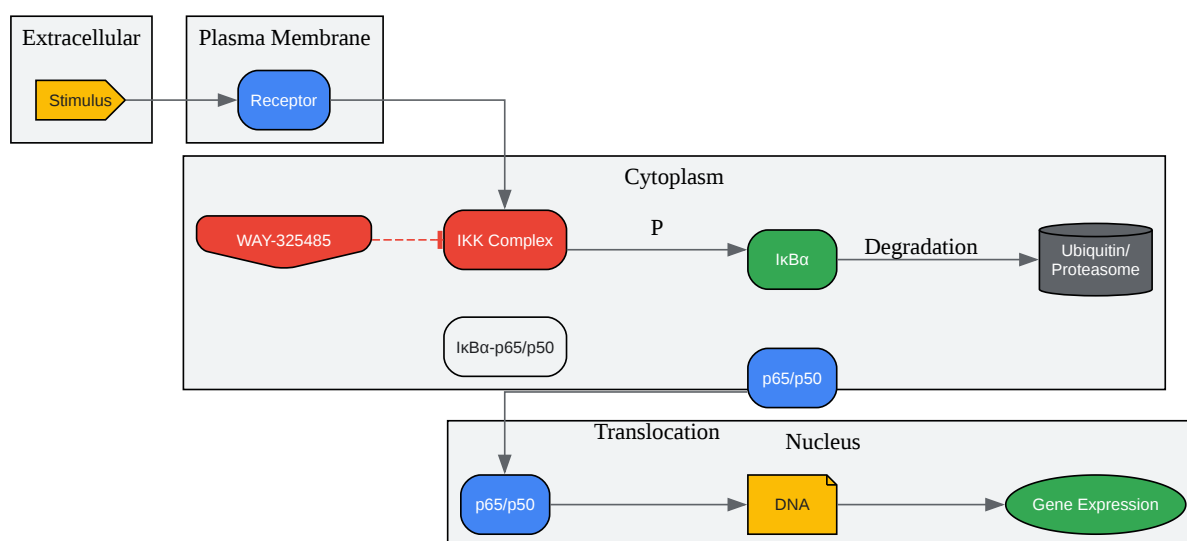 Extracellular
Plasma Membrane
Stimulus
Receptor
Cytoplasm
WAY-325485
IKK Complex
P
IκBα
Degradation
Ubiquitin/
Proteasome
IκBα-p65/p50
p65/p50
Translocation
Nucleus
p65/p50
DNA
Gene Expression